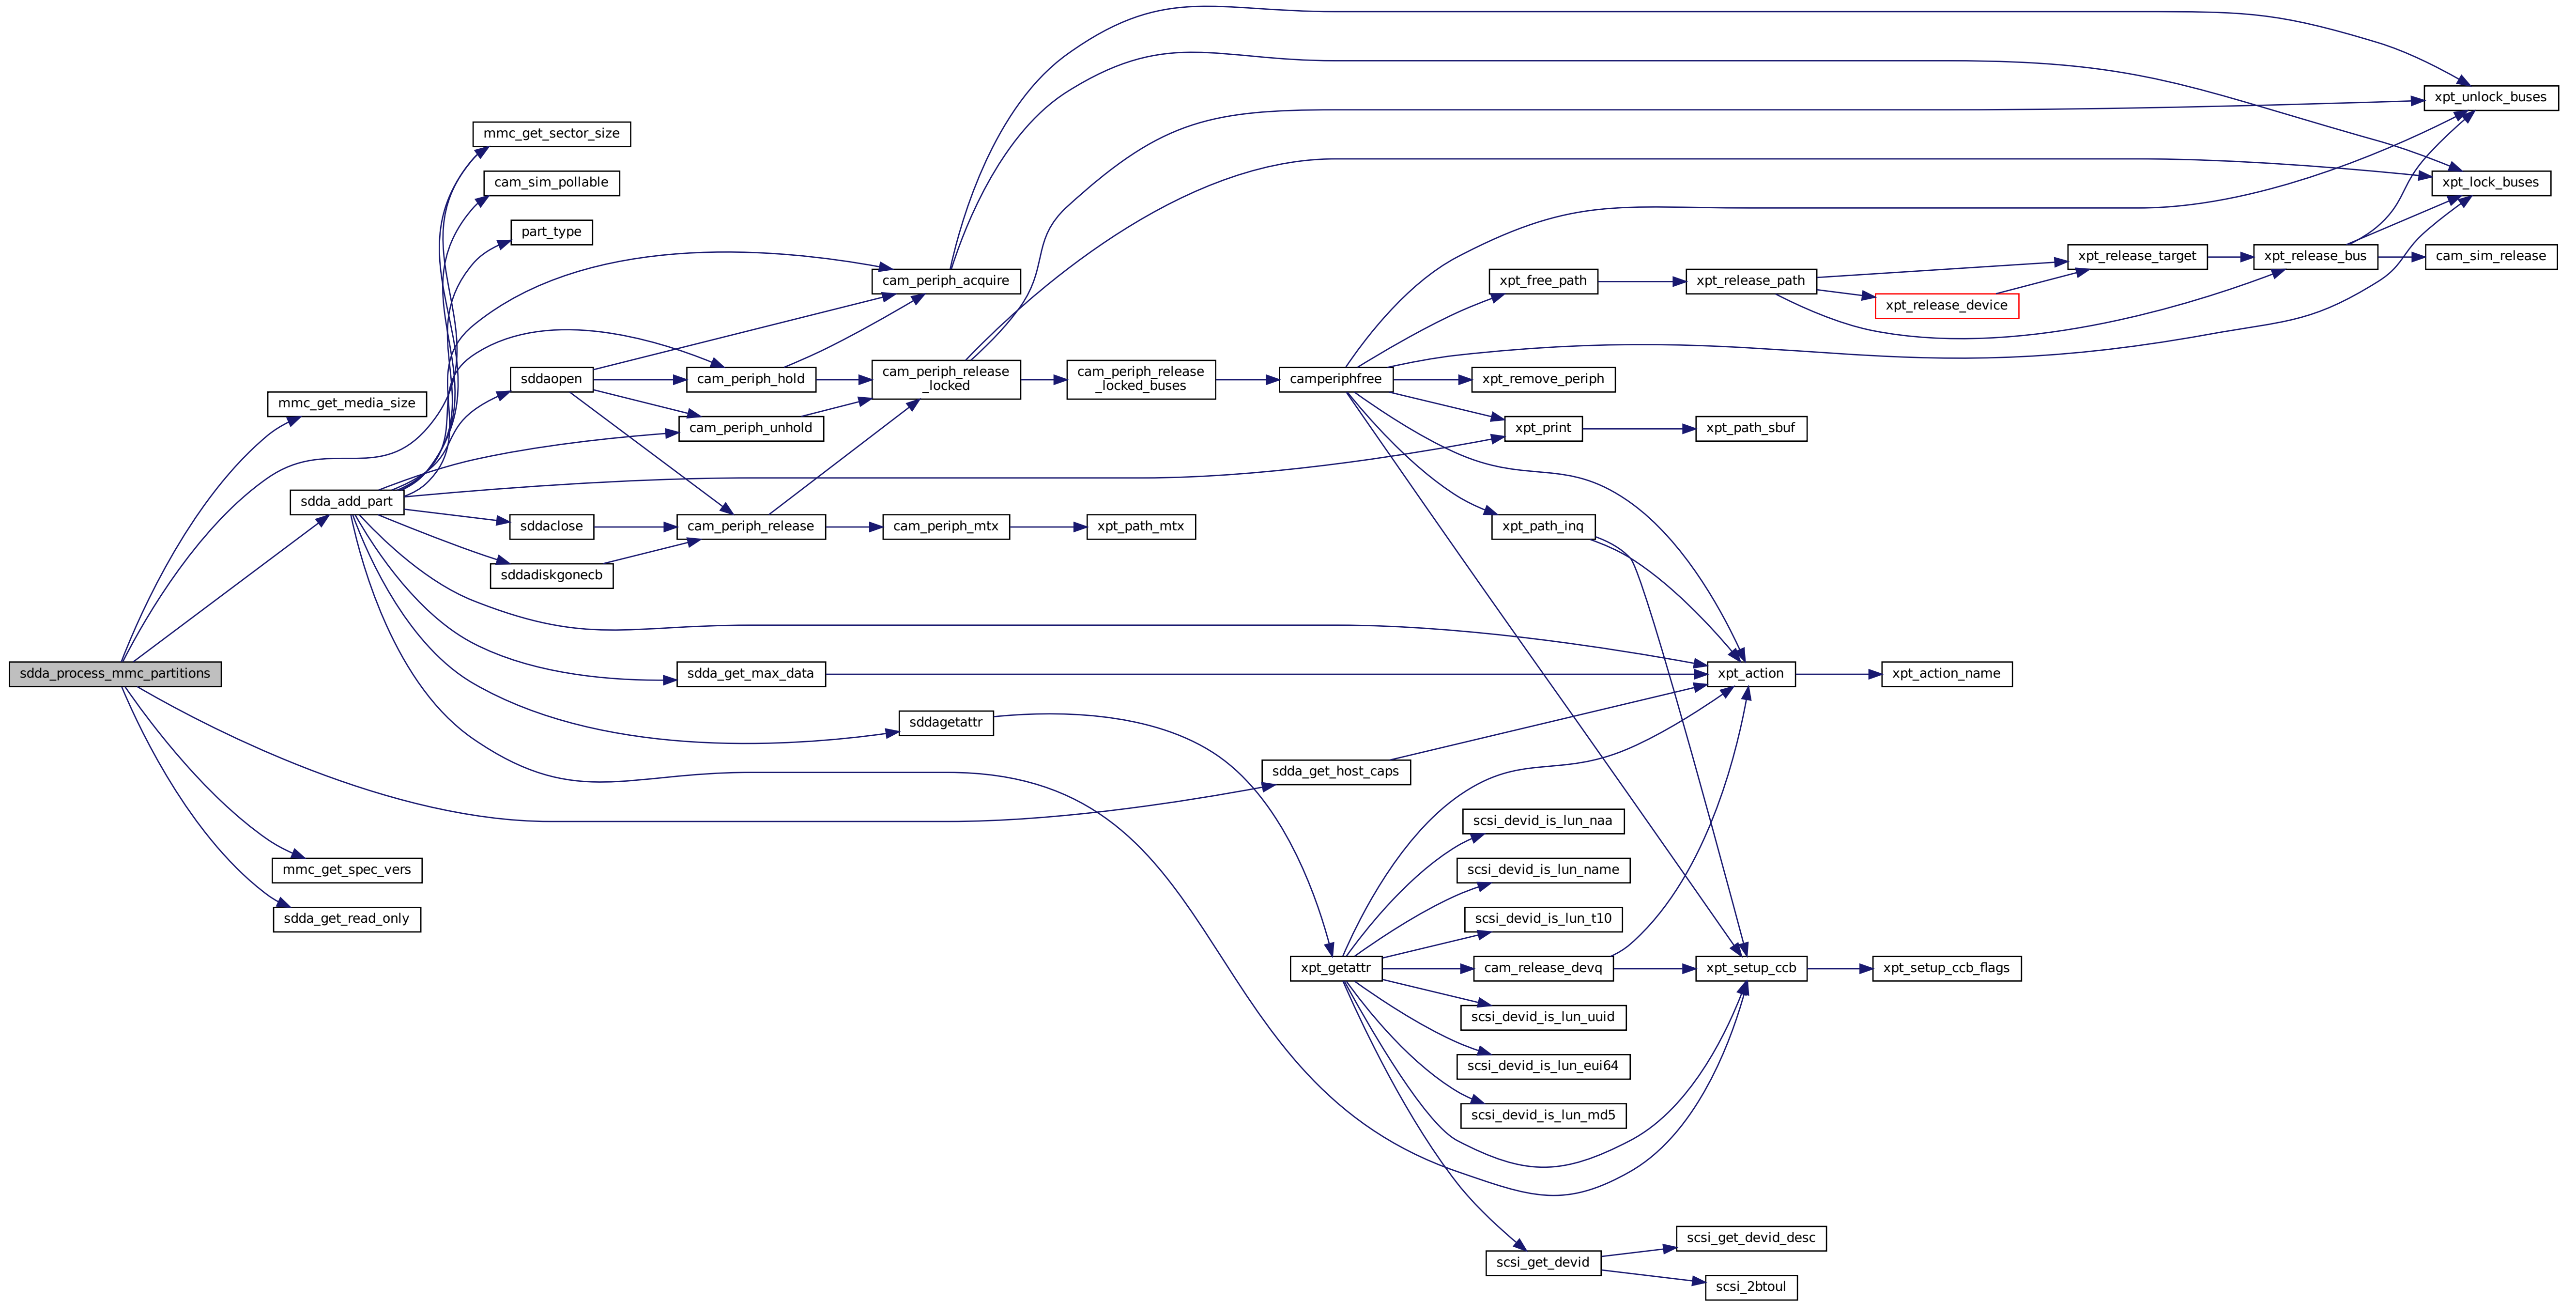 sdda_process_mmc_partitions
mmc_get_media_size
sdda_add_part
mmc_get_spec_vers
sdda_get_read_only
mmc_get_sector_size
cam_sim_pollable
part_type
sddaopen
sddaclose
sddadiskgonecb
cam_periph_hold
cam_periph_unhold
cam_periph_release
sdda_get_max_data
cam_periph_acquire
cam_periph_release
_locked
cam_periph_mtx
sddagetattr
cam_periph_release
_locked_buses
xpt_path_mtx
camperiphfree
sdda_get_host_caps
xpt_getattr
xpt_free_path
xpt_remove_periph
xpt_print
xpt_path_inq
scsi_devid_is_lun_naa
scsi_devid_is_lun_name
scsi_devid_is_lun_t10
cam_release_devq
scsi_devid_is_lun_uuid
scsi_devid_is_lun_eui64
scsi_devid_is_lun_md5
scsi_get_devid
xpt_release_path
xpt_path_sbuf
xpt_action
xpt_setup_ccb
scsi_get_devid_desc
scsi_2btoul
xpt_release_device
xpt_action_name
xpt_setup_ccb_flags
xpt_release_target
xpt_release_bus
xpt_unlock_buses
xpt_lock_buses
cam_sim_release